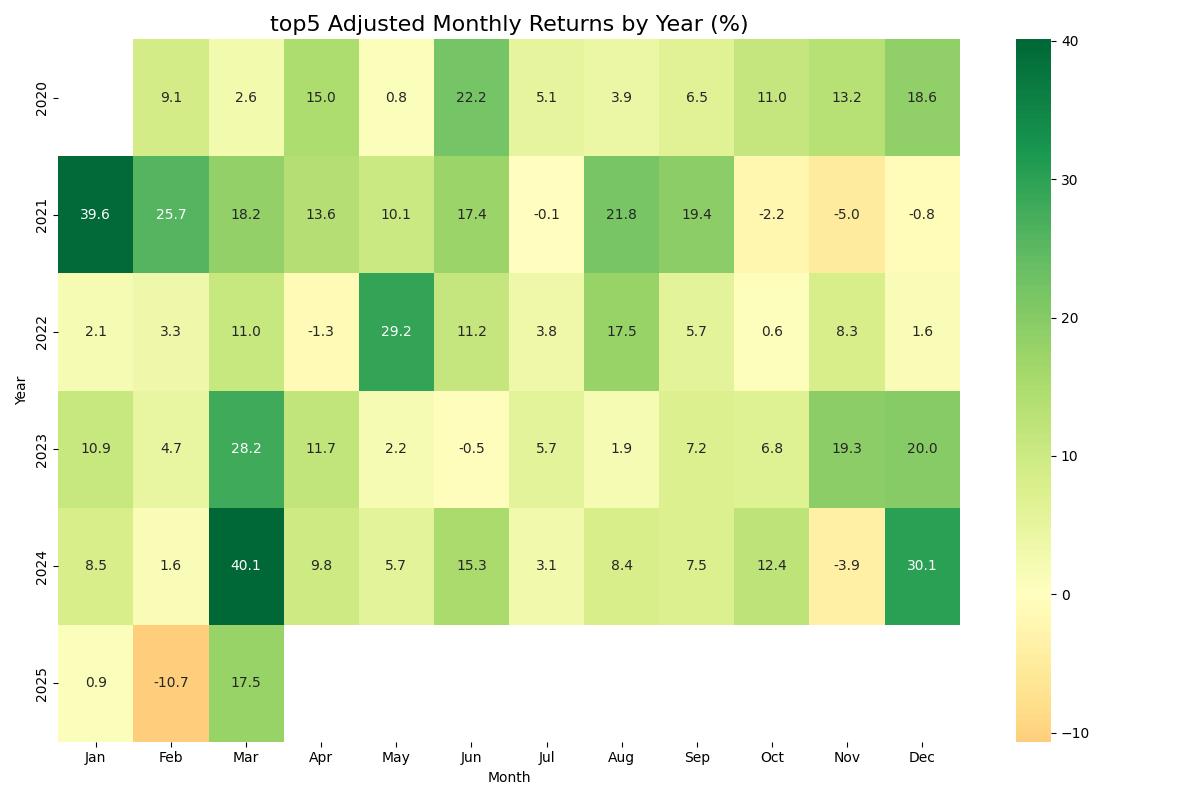 top5 Adjusted Monthly Returns by Year (%)
2020 9.1 2.6 15.0 0.8 22.2 5.1 3.9 6.5 11.0 13.2 18.6
2021 39.6 25.7 18.2 13.6 10.1 17.4 -0.1 21.8 19.4 -2.2 -5.0 -0.8
2022 2.1 3.3 11.0 -1.3 29.2 11.2 3.8 17.5 5.7 0.6 8.3 1.6
2023 10.9 4.7 28.2 11.7 2.2 -0.5 5.7 1.9 7.2 6.8 19.3 20.0
2024 8.5 1.6 40.1 9.8 5.7 15.3 3.1 8.4 7.5 12.4 -3.9 30.1
2025 0.9 -10.7 17.5
Year
Jan Feb Mar Apr May Jun Jul Aug Sep Oct Nov Dec
Month
40
30
20
10
0
−10